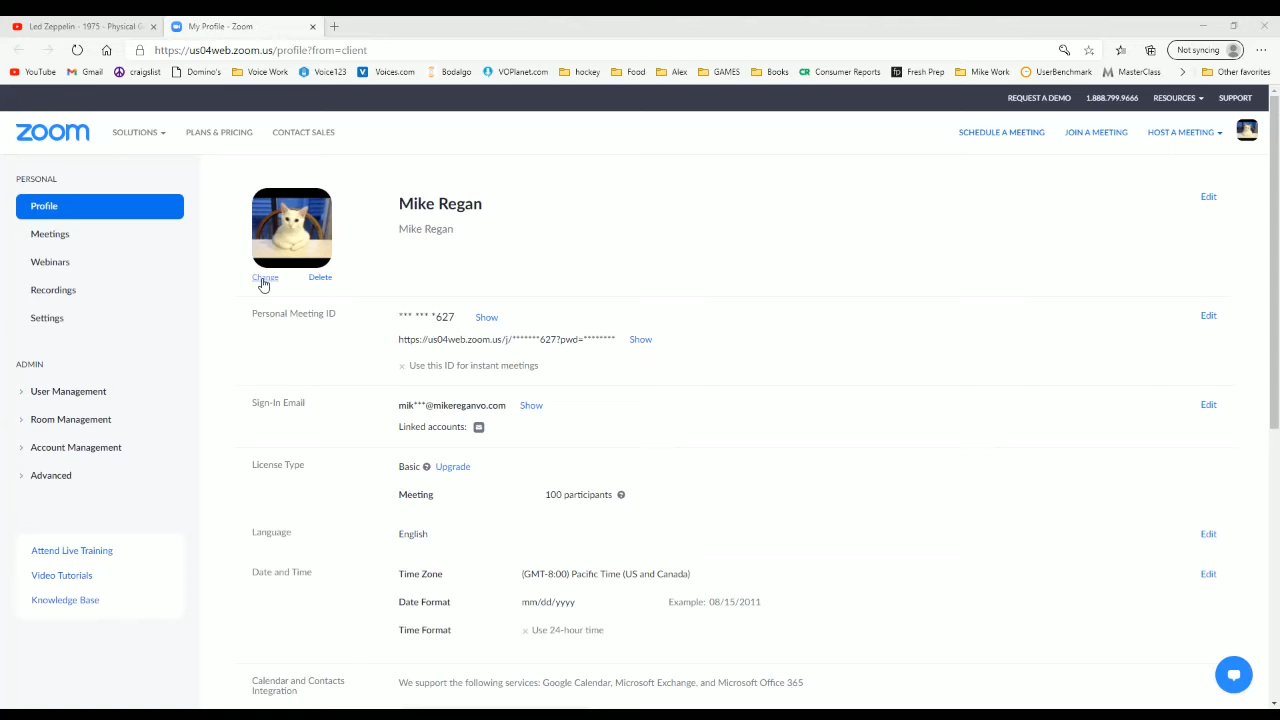 Led Zeppelin - 1975 - Physical G
My Profile - Zoom
https://us04web.zoom.us/profile?from=client
Not syncing
YouTube
Gmail
craigslist
Domino's
Voice Work
Voice123
Voices.com
Bodalgo
VOPlanet.com
hockey
Food
Alex
GAMES
Books
Consumer Reports
Fresh Prep
Mike Work
UserBenchmark
MasterClass
Other favorites
REQUEST A DEMO
1.888.799.9666
RESOURCES
SUPPORT
zoom
SOLUTIONS
PLANS & PRICING
CONTACT SALES
SCHEDULE A MEETING
JOIN A MEETING
HOST A MEETING
PERSONAL
Profile
Meetings
Webinars
Recordings
Settings
ADMIN
User Management
Room Management
Account Management
Advanced
Attend Live Training
Video Tutorials
Knowledge Base
Mike Regan
Edit
Mike Regan
Change
Delete
Personal Meeting ID
*** *** *627 Show
Edit
https://us04web.zoom.us/j/*******627?pwd=******** Show
× Use this ID for instant meetings
Sign-In Email
mik***@mikereganvo.com Show
Edit
Linked accounts:
License Type
Basic Upgrade
Meeting 100 participants
Language
English
Edit
Date and Time
Time Zone (GMT-8:00) Pacific Time (US and Canada)
Edit
Date Format mm/dd/yyyy Example: 08/15/2011
Time Format × Use 24-hour time
Calendar and Contacts
Integration
We support the following services: Google Calendar, Microsoft Exchange, and Microsoft Office 365